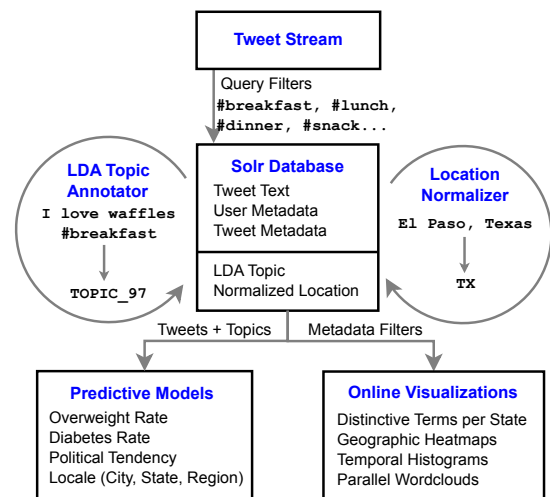 Tweet Stream
Query Filters
#breakfast, #lunch,
#dinner, #snack...
LDA Topic
Annotator
I love waffles
#breakfast
TOPIC_97
Solr Database
Tweet Text
User Metadata
Tweet Metadata
LDA Topic
Normalized Location
Location
Normalizer
El Paso, Texas
TX
Tweets + Topics
Metadata Filters
Predictive Models
Overweight Rate
Diabetes Rate
Political Tendency
Locale (City, State, Region)
Online Visualizations
Distinctive Terms per State
Geographic Heatmaps
Temporal Histograms
Parallel Wordclouds